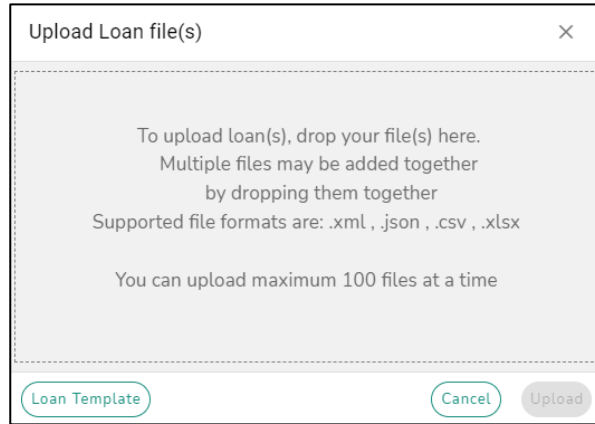 Upload Loan file(s)
To upload loan(s), drop your file(s) here.
Multiple files may be added together
by dropping them together
Supported file formats are: .xml , .json , .csv , .xlsx
You can upload maximum 100 files at a time
Loan Template
Cancel
Upload